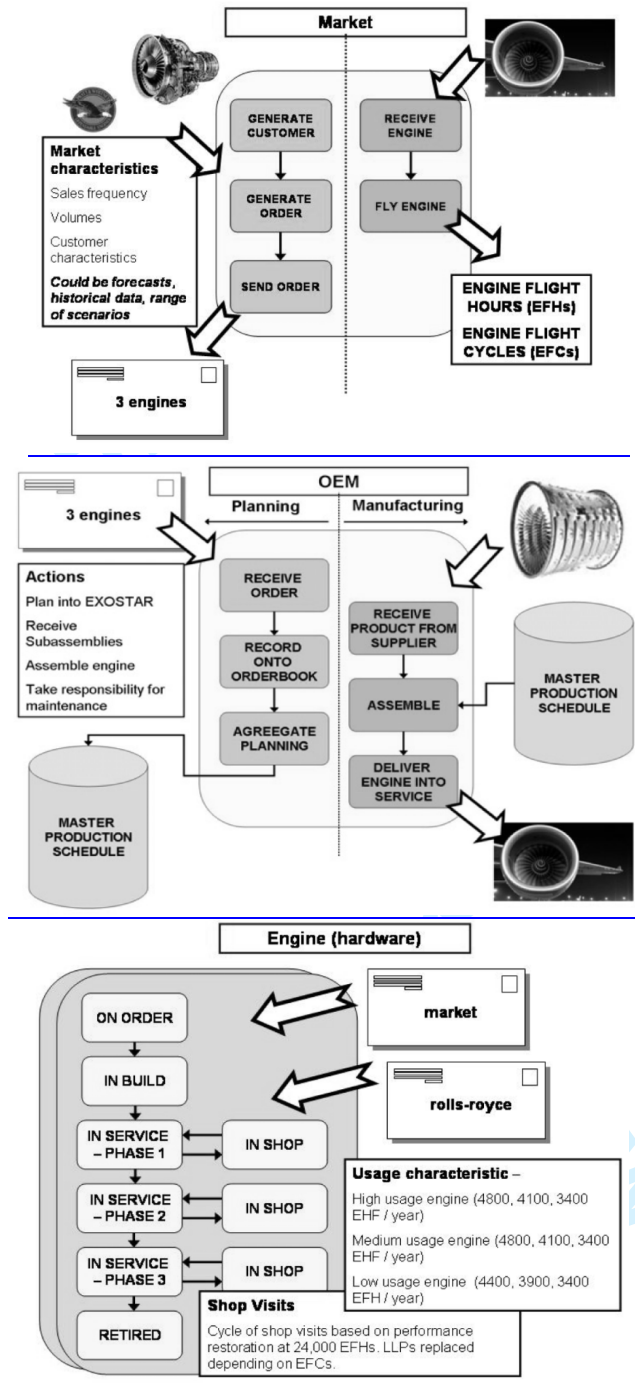 Market
GENERATE
CUSTOMER
GENERATE
ORDER
SEND ORDER
RECEIVE
ENGINE
FLY ENGINE
Market
characteristics
Sales frequency
Volumes
Customer
characteristics
Could be forecasts,
historical data, range
of scenarios
ENGINE FLIGHT
HOURS (EFHs)
ENGINE FLIGHT
CYCLES (EFCs)
3 engines
OEM
Planning
Manufacturing
3 engines
Actions
Plan into EXOSTAR
Receive
Subassemblies
Assemble engine
Take responsibility for
maintenance
RECEIVE
ORDER
RECORD
ONTO
ORDERBOOK
AGREEGATE
PLANNING
RECEIVE
PRODUCT FROM
SUPPLIER
ASSEMBLE
DELIVER
ENGINE INTO
SERVICE
MASTER
PRODUCTION
SCHEDULE
MASTER
PRODUCTION
SCHEDULE
Engine (hardware)
ON ORDER
IN BUILD
IN SERVICE
– PHASE 1
IN SHOP
IN SERVICE
– PHASE 2
IN SHOP
IN SERVICE
– PHASE 3
IN SHOP
RETIRED
market
rolls-royce
Usage characteristic –
High usage engine (4800, 4100, 3400
EHF / year)
Medium usage engine (4800, 4100, 3400
EHF / year)
Low usage engine (4400, 3900, 3400
EFH / year)
Shop Visits
Cycle of shop visits based on performance
restoration at 24,000 EFHs. LLPs replaced
depending on EFCs.